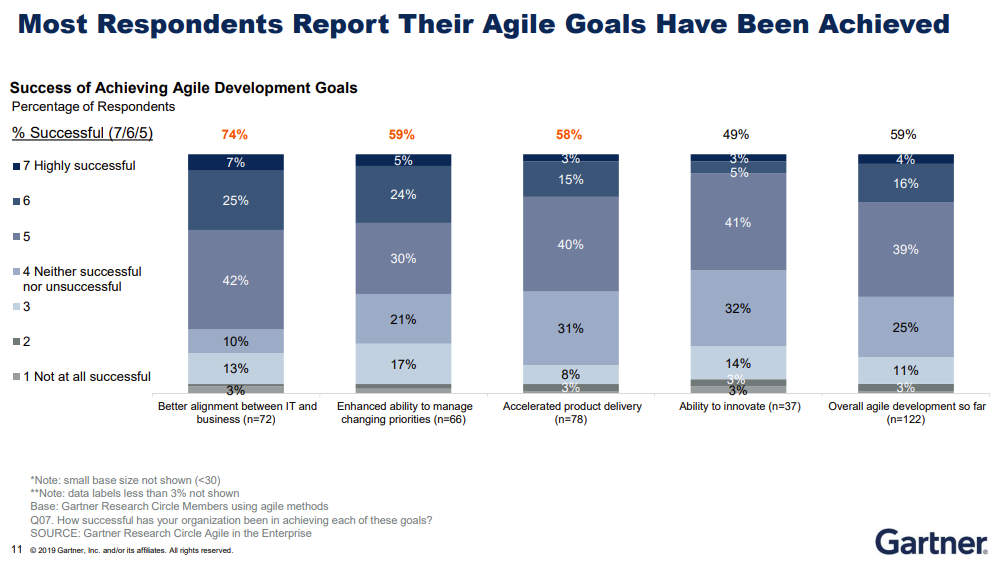 Most Respondents Report Their Agile Goals Have Been Achieved
Success of Achieving Agile Development Goals
Percentage of Respondents
% Successful (7/6/5)
74%
59%
58%
49%
59%
7 Highly successful
6
5
4 Neither successful
nor unsuccessful
3
2
1 Not at all successful
7%
25%
42%
10%
13%
3%
5%
24%
30%
21%
17%
3%
15%
40%
31%
8%
3%
3%
5%
41%
32%
14%
3%
3%
4%
16%
39%
25%
11%
3%
Better alignment between IT and
business (n=72)
Enhanced ability to manage
changing priorities (n=66)
Accelerated product delivery
(n=78)
Ability to innovate (n=37)
Overall agile development so far
(n=122)
*Note: small base size not shown (<30)
**Note: data labels less than 3% not shown
Base: Gartner Research Circle Members using agile methods
Q07. How successful has your organization been in achieving each of these goals?
SOURCE: Gartner Research Circle Agile in the Enterprise
11 © 2019 Gartner, Inc. and/or its affiliates. All rights reserved.
Gartner®